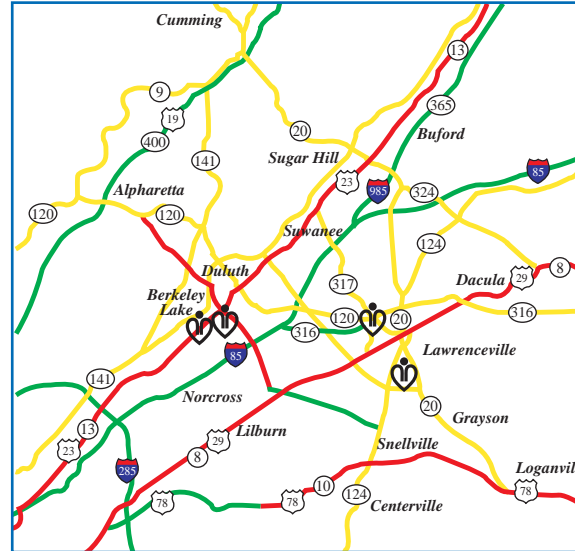 Cumming
13
9
19
365
20
400
141
Buford
Sugar Hill
85
23
985
Alpharetta
324
120
120
Suwanee
124
Duluth
Dacula
29
8
317
Berkeley
Lake
120
20
316
316
85
Lawrenceville
141
Norcross
20
Grayson
13
Lilburn
29
23
8
Snellville
285
Loganvil
10
78
78
78
124
Centerville